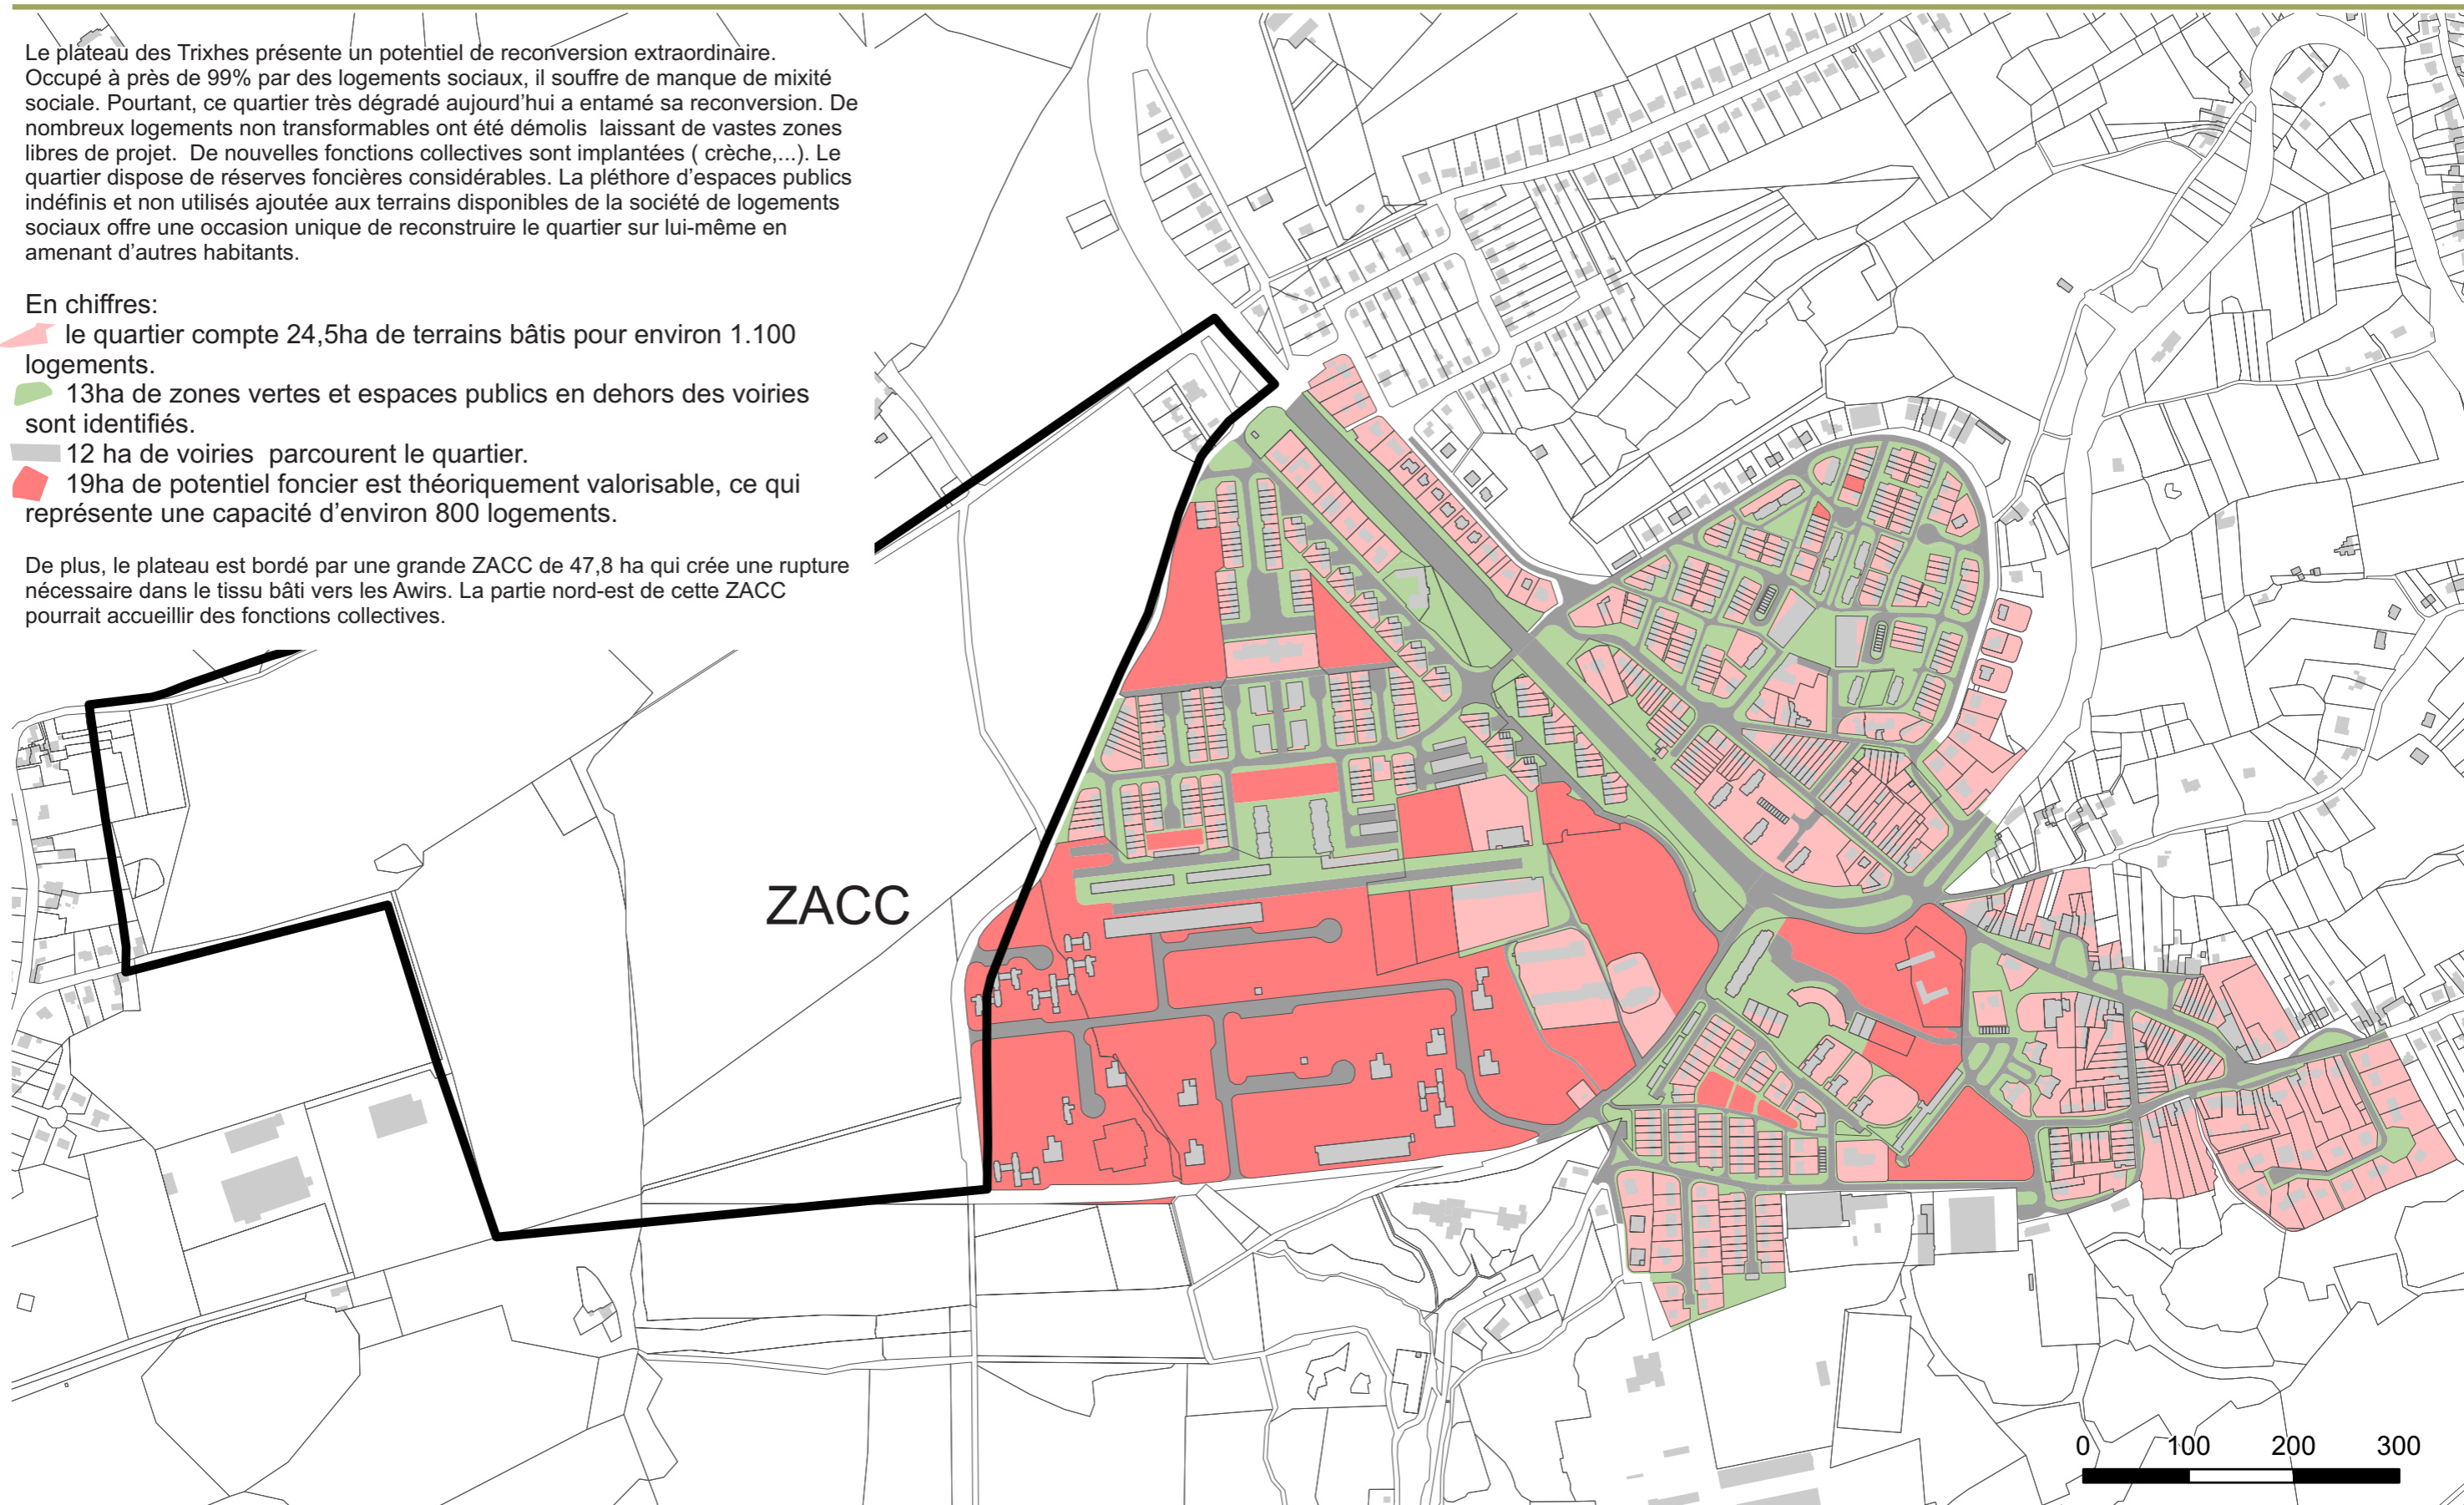 Le plateau des Trixhes présente un potentiel de reconversion extraordinaire.
Occupé à près de 99% par des logements sociaux, il souffre de manque de mixité
sociale. Pourtant, ce quartier très dégradé aujourd'hui a entamé sa reconversion. De
nombreux logements non transformables ont été démolis  laissant de vastes zones
libres de projet.  De nouvelles fonctions collectives sont implantées ( crèche,...). Le
quartier dispose de réserves foncières considérables. La pléthore d'espaces publics
indéfinis et non utilisés ajoutée aux terrains disponibles de la société de logements
sociaux offre une occasion unique de reconstruire le quartier sur lui-même en
amenant d'autres habitants.
En chiffres:
le quartier compte 24,5ha de terrains bâtis pour environ 1.100
logements.
13ha de zones vertes et espaces publics en dehors des voiries
sont identifiés.
12 ha de voiries  parcourent le quartier.
19ha de potentiel foncier est théoriquement valorisable, ce qui
représente une capacité d'environ 800 logements.
De plus, le plateau est bordé par une grande ZACC de 47,8 ha qui crée une rupture
nécessaire dans le tissu bâti vers les Awirs. La partie nord-est de cette ZACC
pourrait accueillir des fonctions collectives.
ZACC
0 100 200 300